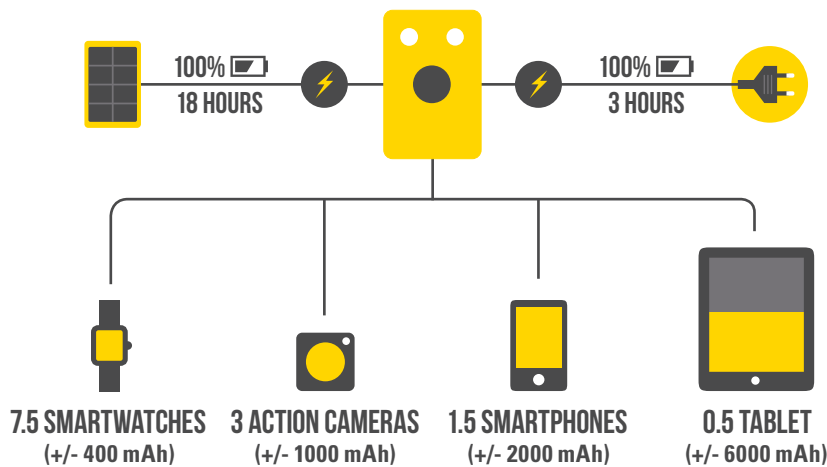 100%
18 HOURS
100%
3 HOURS
7.5 SMARTWATCHES
(+/- 400 mAh)
3 ACTION CAMERAS
(+/- 1000 mAh)
1.5 SMARTPHONES
(+/- 2000 mAh)
0.5 TABLET
(+/- 6000 mAh)